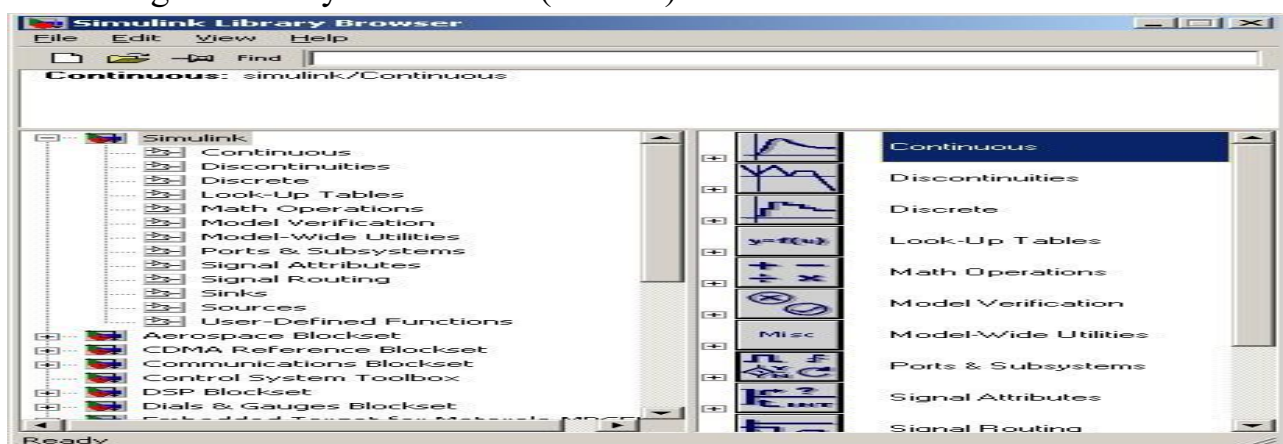 Simulink Library Browser
File Edit View Help
Find
Continuous: simulink/Continuous
Simulink
Continuous
Discontinuities
Discrete
Look-Up Tables
Math Operations
Model Verification
Model-Wide Utilities
Ports & Subsystems
Signal Attributes
Signal Routing
Sinks
Sources
User-Defined Functions
Aerospace Blockset
CDMA Reference Blockset
Communications Blockset
Control System Toolbox
DSP Blockset
Dials & Gauges Blockset
Continuous
Discontinuities
Discrete
y=f(u) Look-Up Tables
Math Operations
Model Verification
Misc Model-Wide Utilities
Ports & Subsystems
Signal Attributes
Signal Routing
Ready